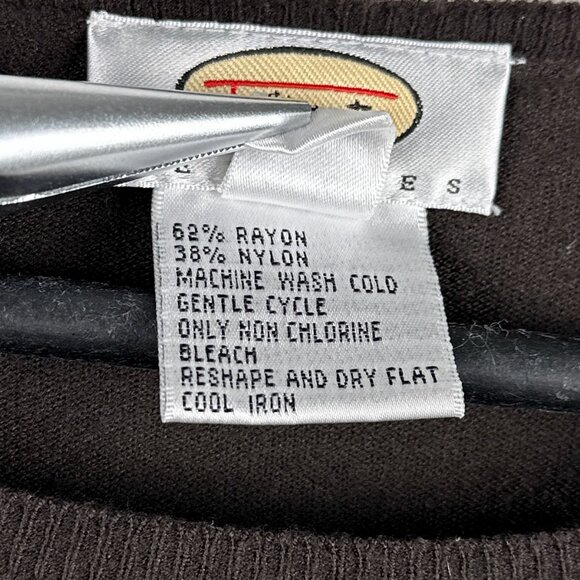 E E S
62% RAYON
38% NYLON
MACHINE WASH COLD
GENTLE CYCLE
ONLY NON CHLORINE
BLEACH
RESHAPE AND DRY FLAT
COOL IRON